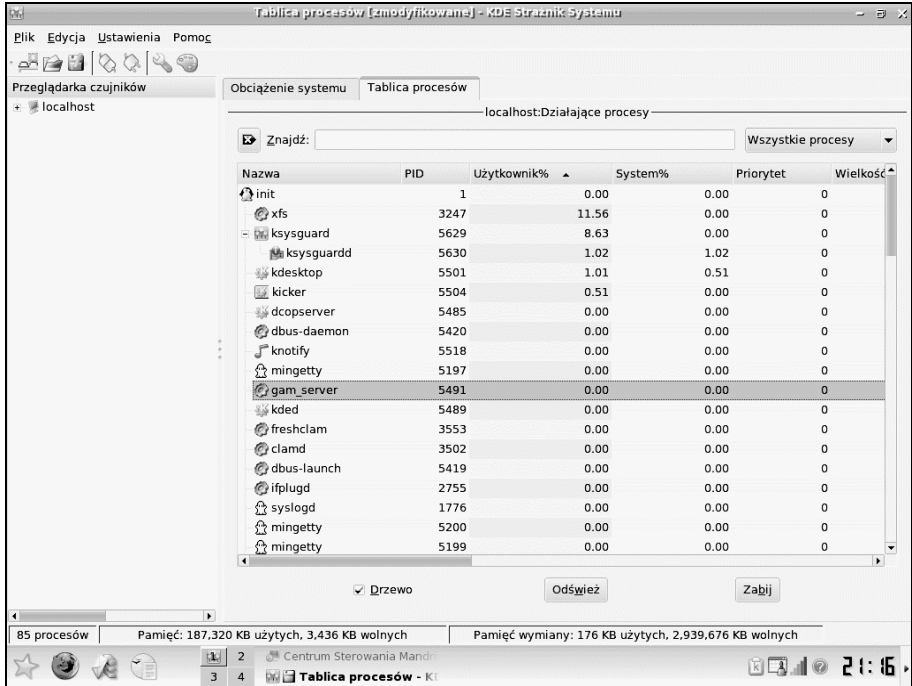 Tablica procesów [zmodyfikowane] - KDE Strażnik Systemu
Plik Edycja Ustawienia Pomoc
Przeglądarka czujników
localhost
Obciążenie systemu Tablica procesów
localhost:Działające procesy
Znajdź: Wszystkie procesy
Nazwa PID Użytkownik% System% Priorytet Wielkość
init 1 0.00 0.00 0
xfs 3247 11.56 0.00 0
ksysguard 5629 8.63 0.00 0
ksysguardd 5630 1.02 1.02 0
kdesktop 5501 1.01 0.51 0
kicker 5504 0.51 0.00 0
dcopserver 5485 0.00 0.00 0
dbus-daemon 5420 0.00 0.00 0
knotify 5518 0.00 0.00 0
mingetty 5197 0.00 0.00 0
gam_server 5491 0.00 0.00 0
kded 5489 0.00 0.00 0
freshclam 3553 0.00 0.00 0
clamd 3502 0.00 0.00 0
dbus-launch 5419 0.00 0.00 0
ifplugd 2755 0.00 0.00 0
syslogd 1776 0.00 0.00 0
mingetty 5200 0.00 0.00 0
mingetty 5199 0.00 0.00 0
Drzewo Odśwież Zabij
85 procesów Pamięć: 187,320 KB użytych, 3,436 KB wolnych Pamięć wymiany: 176 KB użytych, 2,939,676 KB wolnych
2 Centrum Sterowania Mandri
3 4 Tablica procesów - KD
21:16